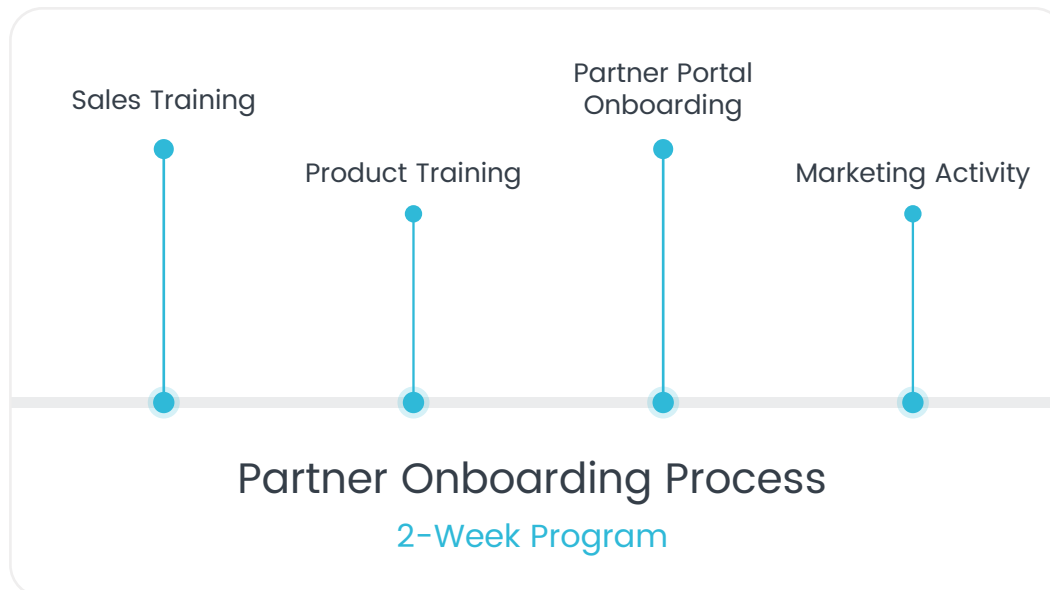 Sales Training
Product Training
Partner Portal
Onboarding
Marketing Activity
Partner Onboarding Process
2-Week Program